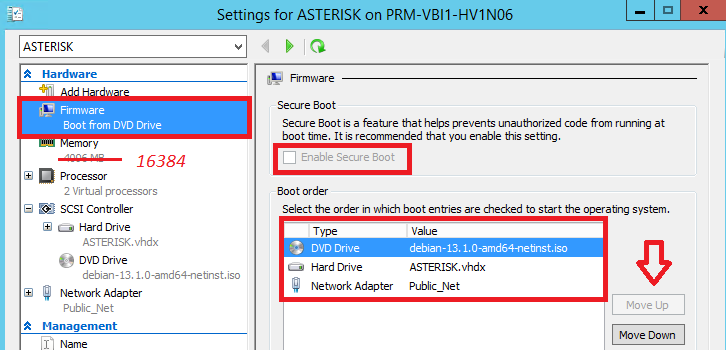 Settings for ASTERISK on PRM-VBI1-HV1N06
ASTERISK
Hardware
Add Hardware
Firmware
Boot from DVD Drive
Memory
4096 MB 16384
Processor
2 Virtual processors
SCSI Controller
Hard Drive
ASTERISK.vhdx
DVD Drive
debian-13.1.0-amd64-netinst.iso
Network Adapter
Public_Net
Management
Name
Firmware
Secure Boot
Secure Boot is a feature that helps prevents unauthorized code from running at
boot time. It is recommended that you enable this setting.
Enable Secure Boot
Boot order
Select the order in which boot entries are checked to start the operating system.
Type Value
DVD Drive debian-13.1.0-amd64-netinst.iso
Hard Drive ASTERISK.vhdx
Network Adapter Public_Net
Move Up
Move Down